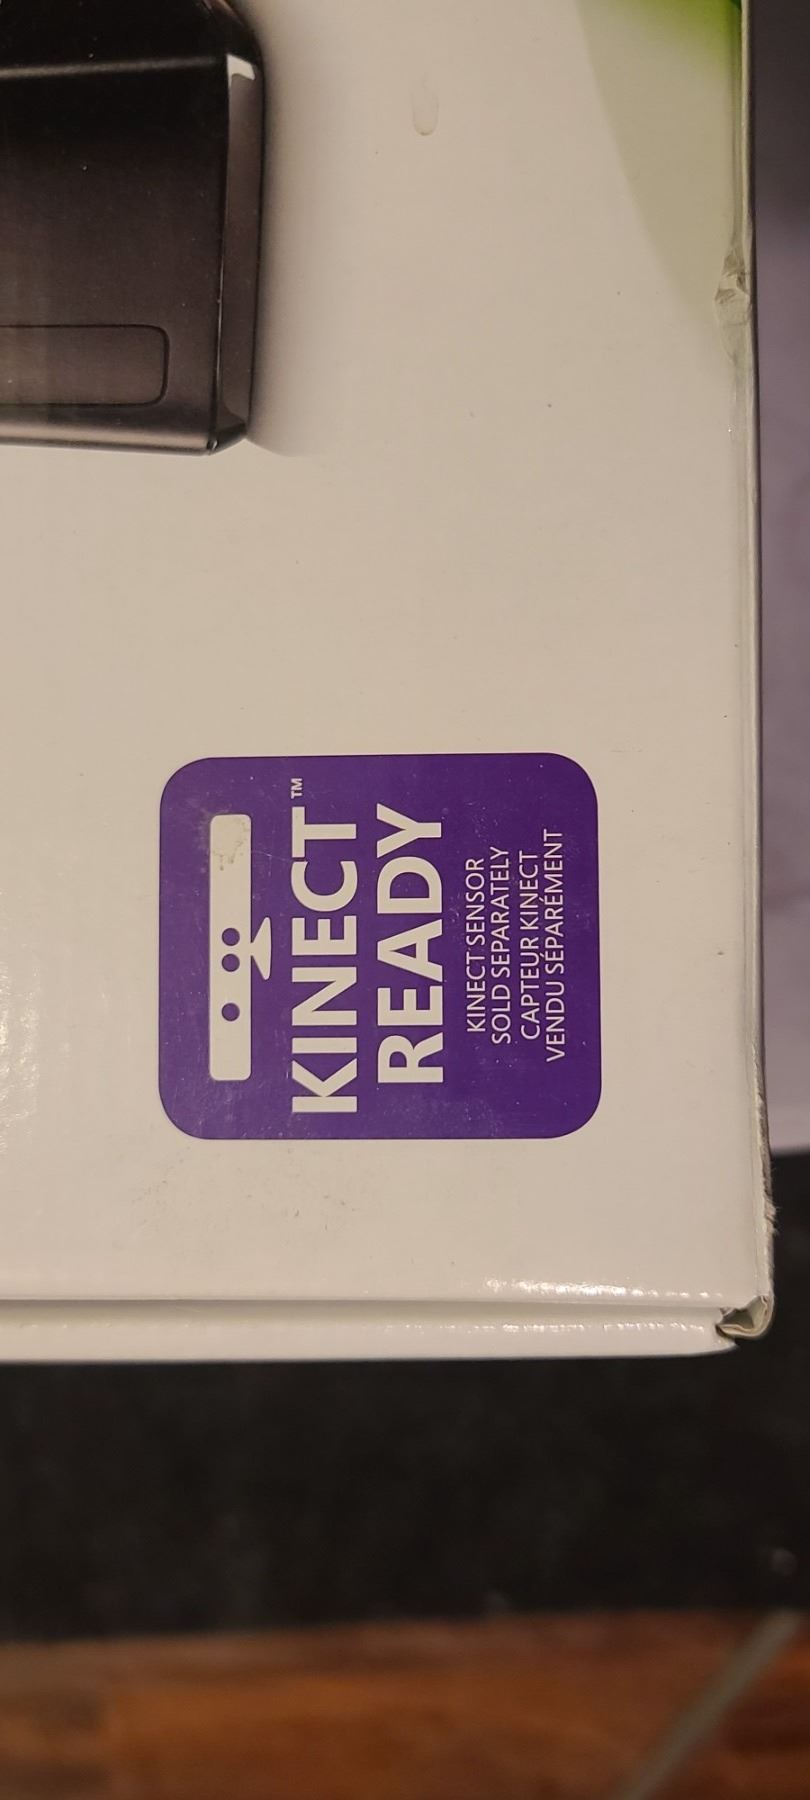 KINECT™
READY
KINECT SENSOR
SOLD SEPARATELY
CAPTEUR KINECT
VENDU SÉPARÉMENT